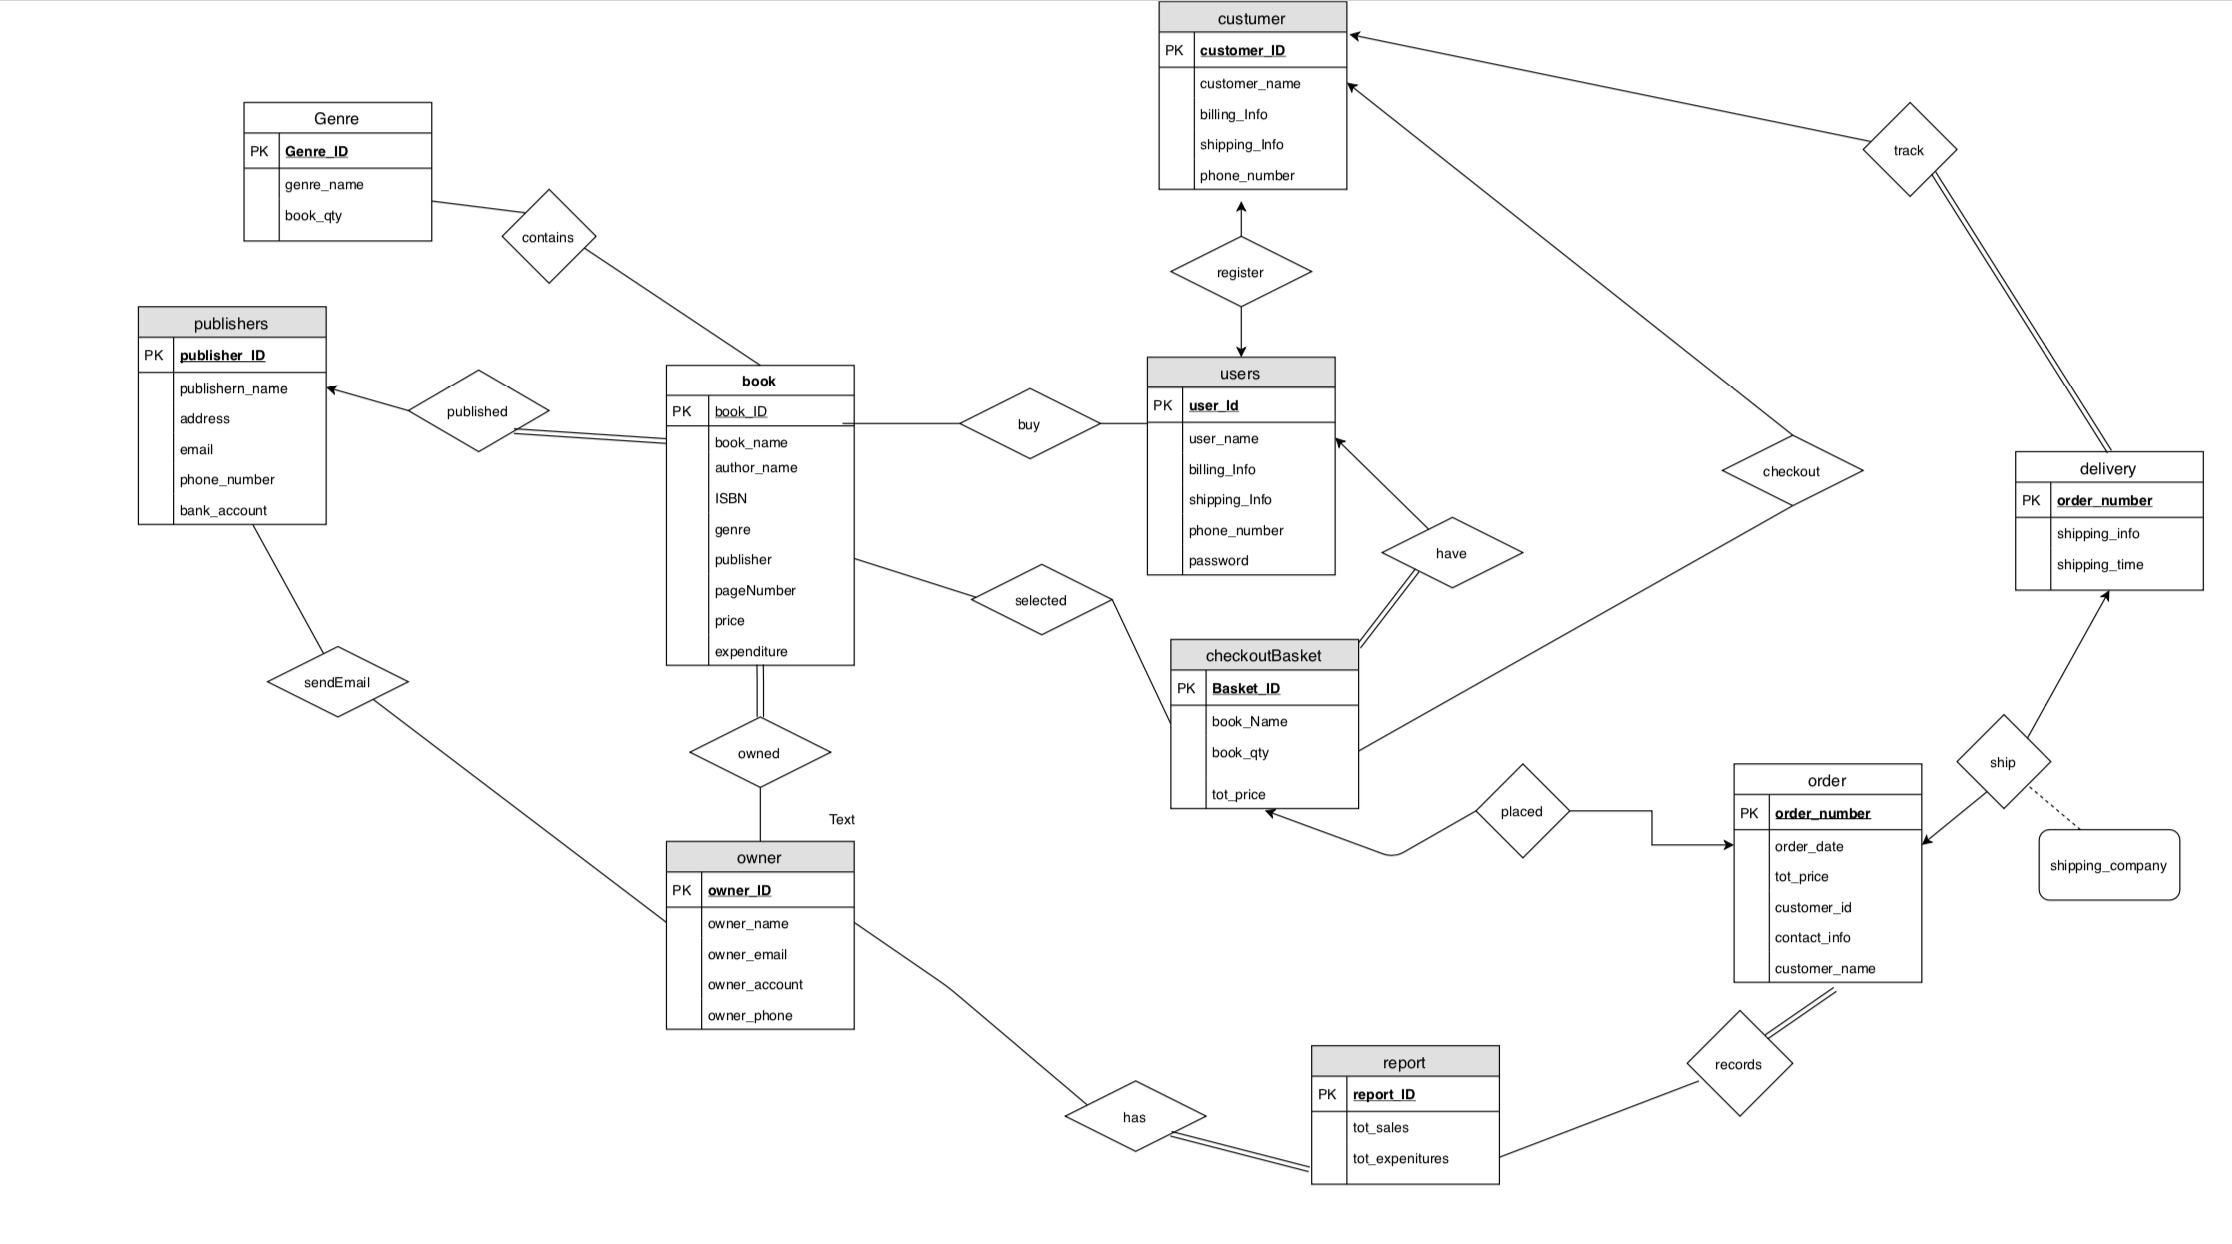 custumer
PK customer_ID
customer_name
billing_Info
shipping_Info
phone_number
Genre
PK Genre_ID
genre_name
book_qty
contains
track
register
publishers
PK publisher_ID
publishern_name
address
email
phone_number
bank_account
published
book
PK book_ID
book_name
author_name
ISBN
genre
publisher
pageNumber
price
expenditure
buy
users
PK user_Id
user_name
billing_Info
shipping_Info
phone_number
password
have
checkout
delivery
PK order_number
shipping_info
shipping_time
selected
checkoutBasket
PK Basket_ID
book_Name
book_qty
tot_price
sendEmail
owned
Text
placed
order
PK order_number
order_date
tot_price
customer_id
contact_info
customer_name
ship
shipping_company
owner
PK owner_ID
owner_name
owner_email
owner_account
owner_phone
has
report
PK report_ID
tot_sales
tot_expenitures
records